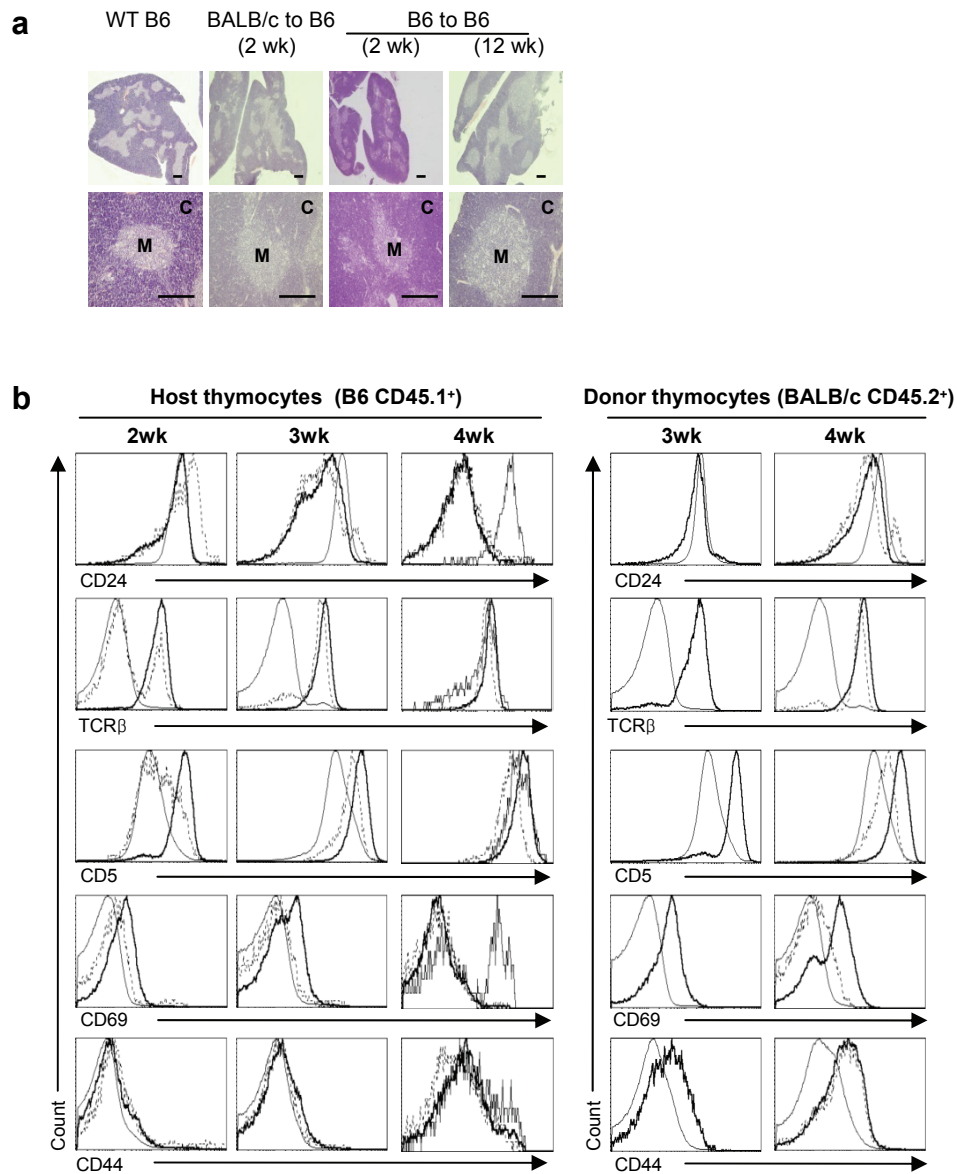 a
WT B6
BALB/c to B6
(2 wk)
B6 to B6
(2 wk)
(12 wk)
C
C
C
C
M
M
M
M
b
Host thymocytes (B6 CD45.1+)
Donor thymocytes (BALB/c CD45.2+)
2wk
3wk
4wk
3wk
4wk
CD24
CD24
TCRβ
TCRβ
CD5
CD5
CD69
CD69
Count
Count
CD44
CD44